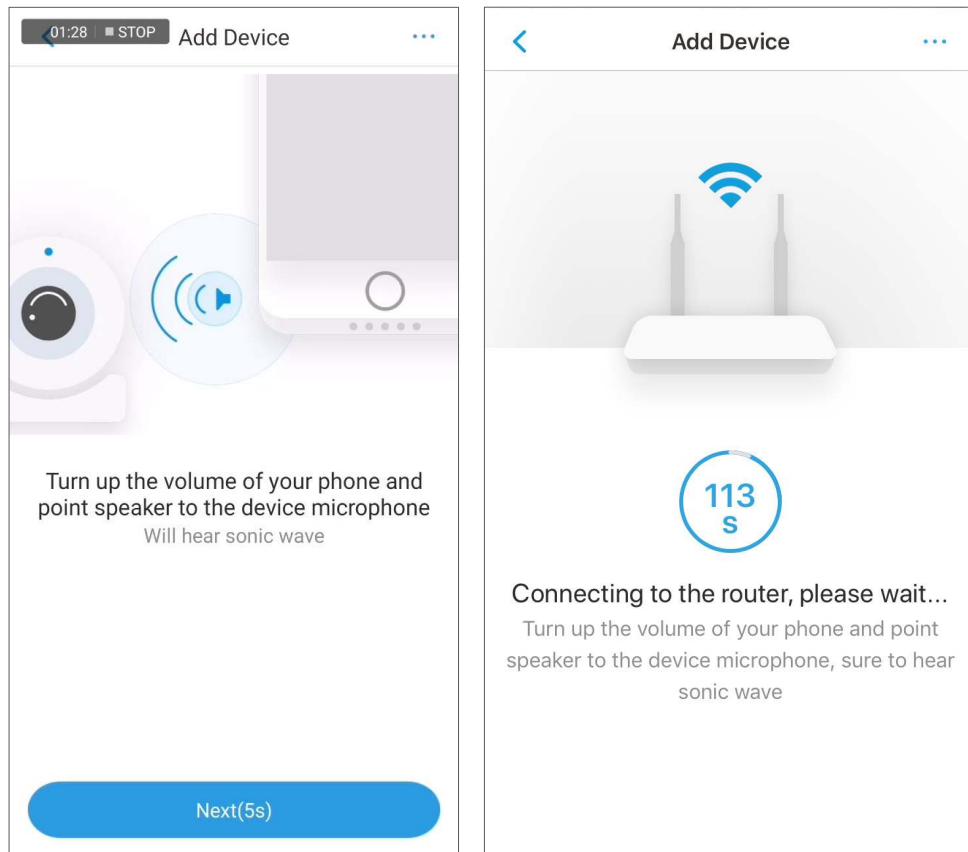 01:28 STOP Add Device ...
Turn up the volume of your phone and
point speaker to the device microphone
Will hear sonic wave
Next(5s)
Add Device ...
113
s
Connecting to the router, please wait...
Turn up the volume of your phone and point
speaker to the device microphone, sure to hear
sonic wave